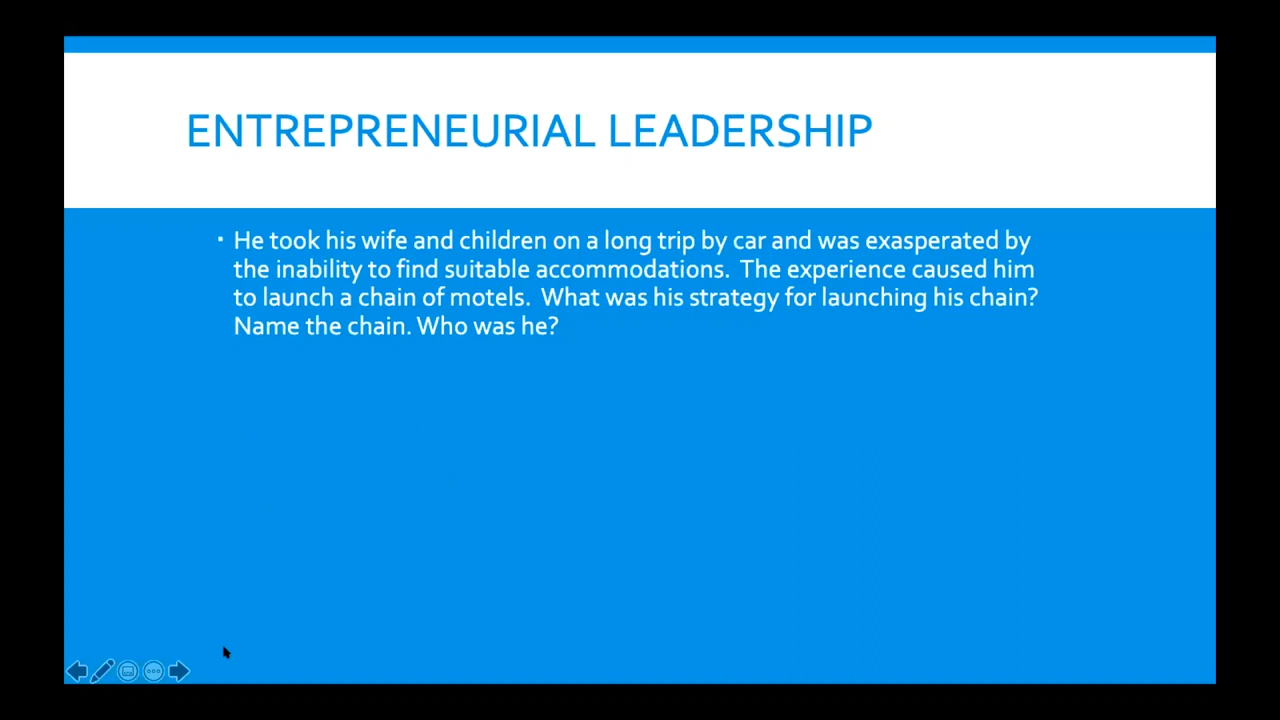 ENTREPRENEURIAL LEADERSHIP
▪ He took his wife and children on a long trip by car and was exasperated by
the inability to find suitable accommodations.  The experience caused him
to launch a chain of motels.  What was his strategy for launching his chain?
Name the chain. Who was he?